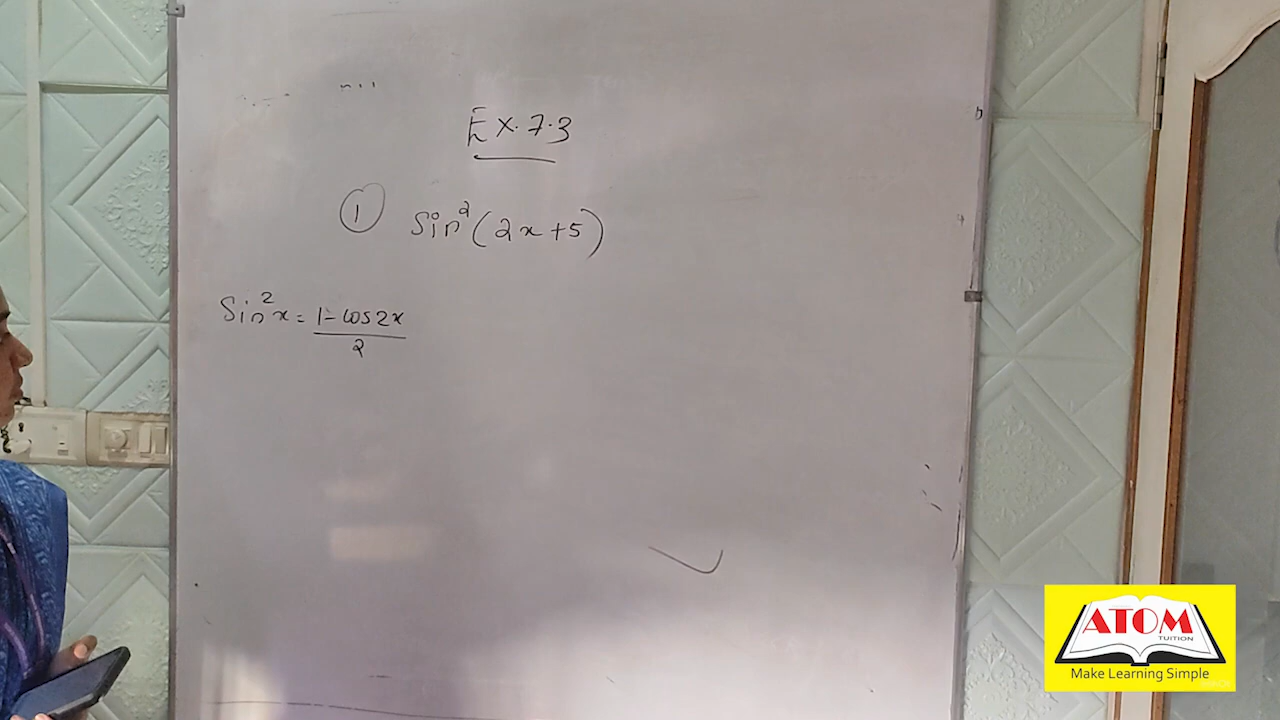 Ex. 7.3
1 Sin²(2x+5)
Sin²x = 1-cos2x
2
ATOM
TUITION
Make Learning Simple